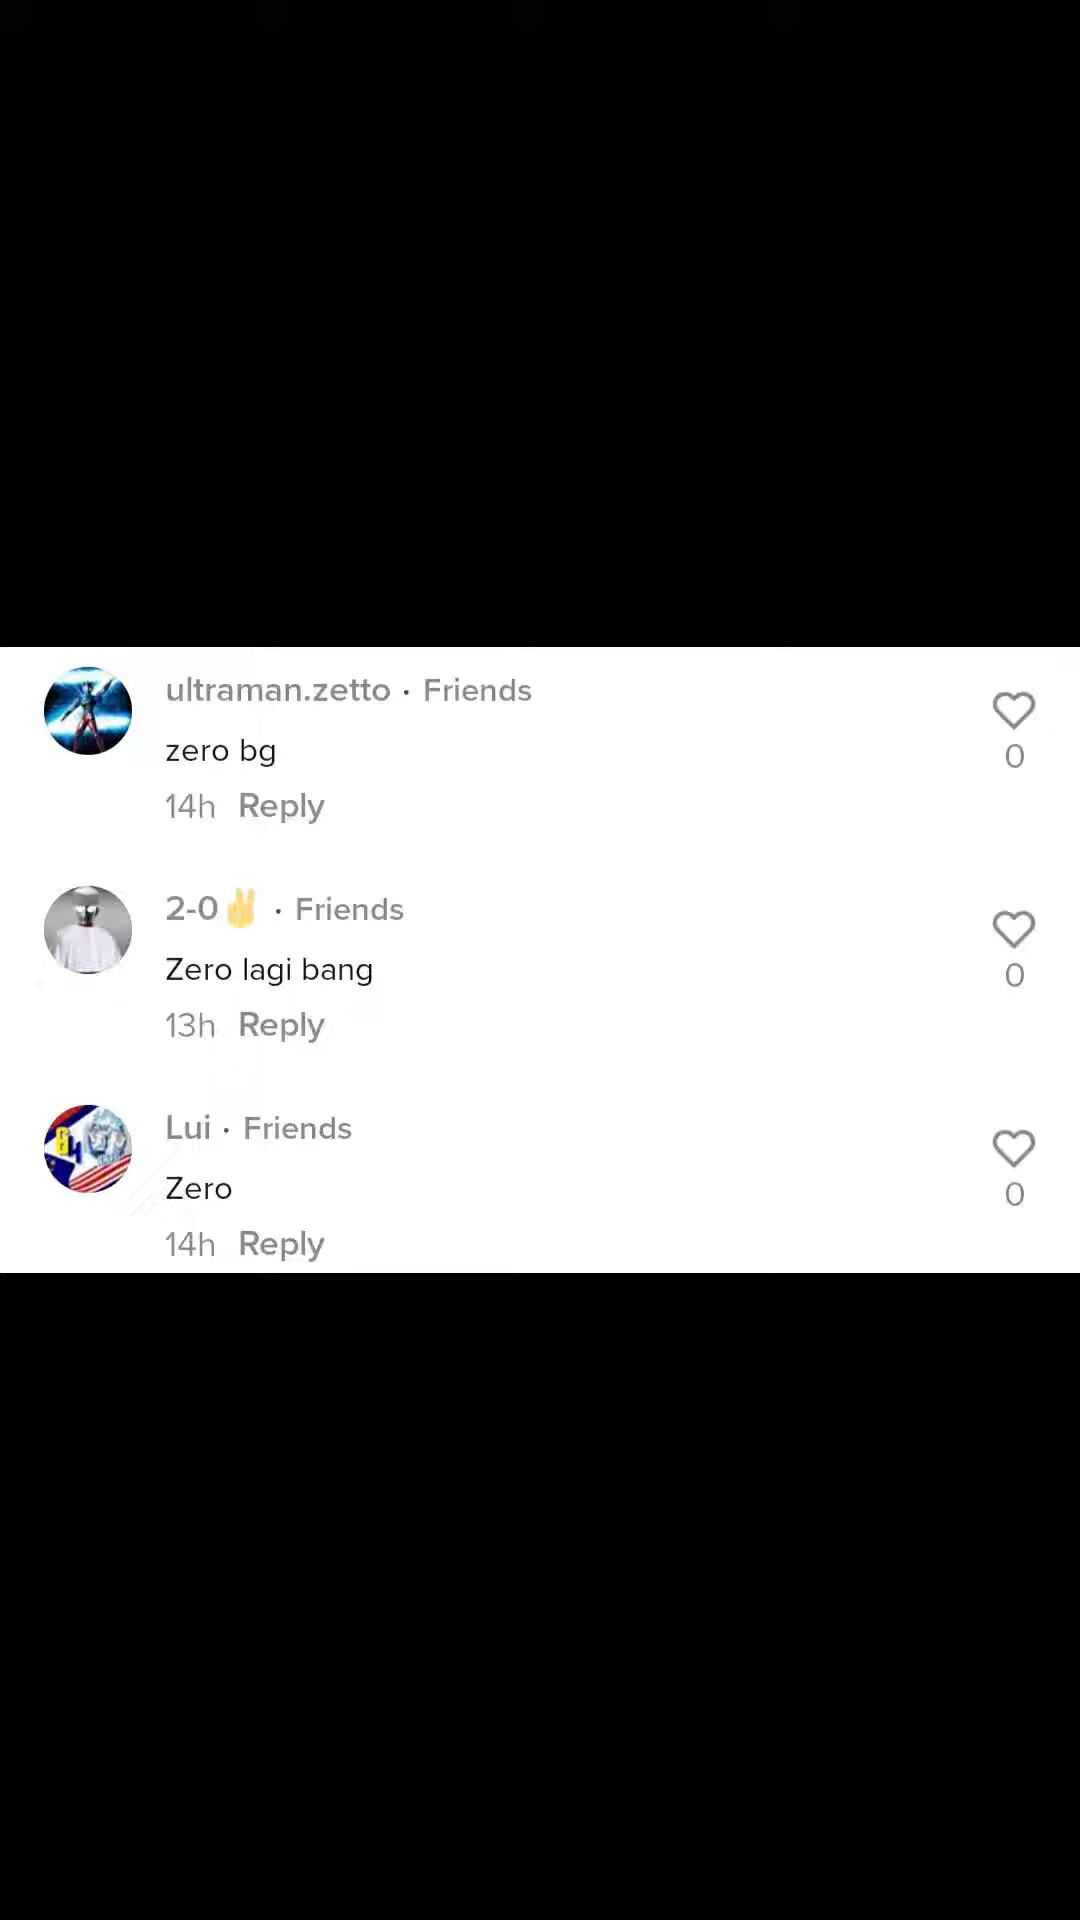 ultraman.zetto · Friends
zero bg
0
14h Reply
2-0✌ · Friends
Zero lagi bang
0
13h Reply
Lui · Friends
Zero
0
14h Reply